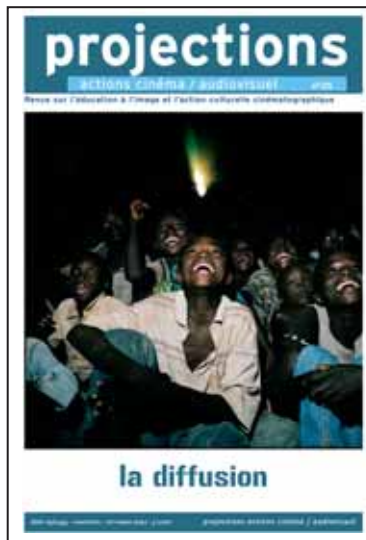 projections
actions cinéma / audiovisuel
Revue sur l'éducation à l'image et l'action culturelle cinématographique
la diffusion
projections actions cinéma / audiovisuel